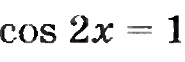 cos 2x = 1